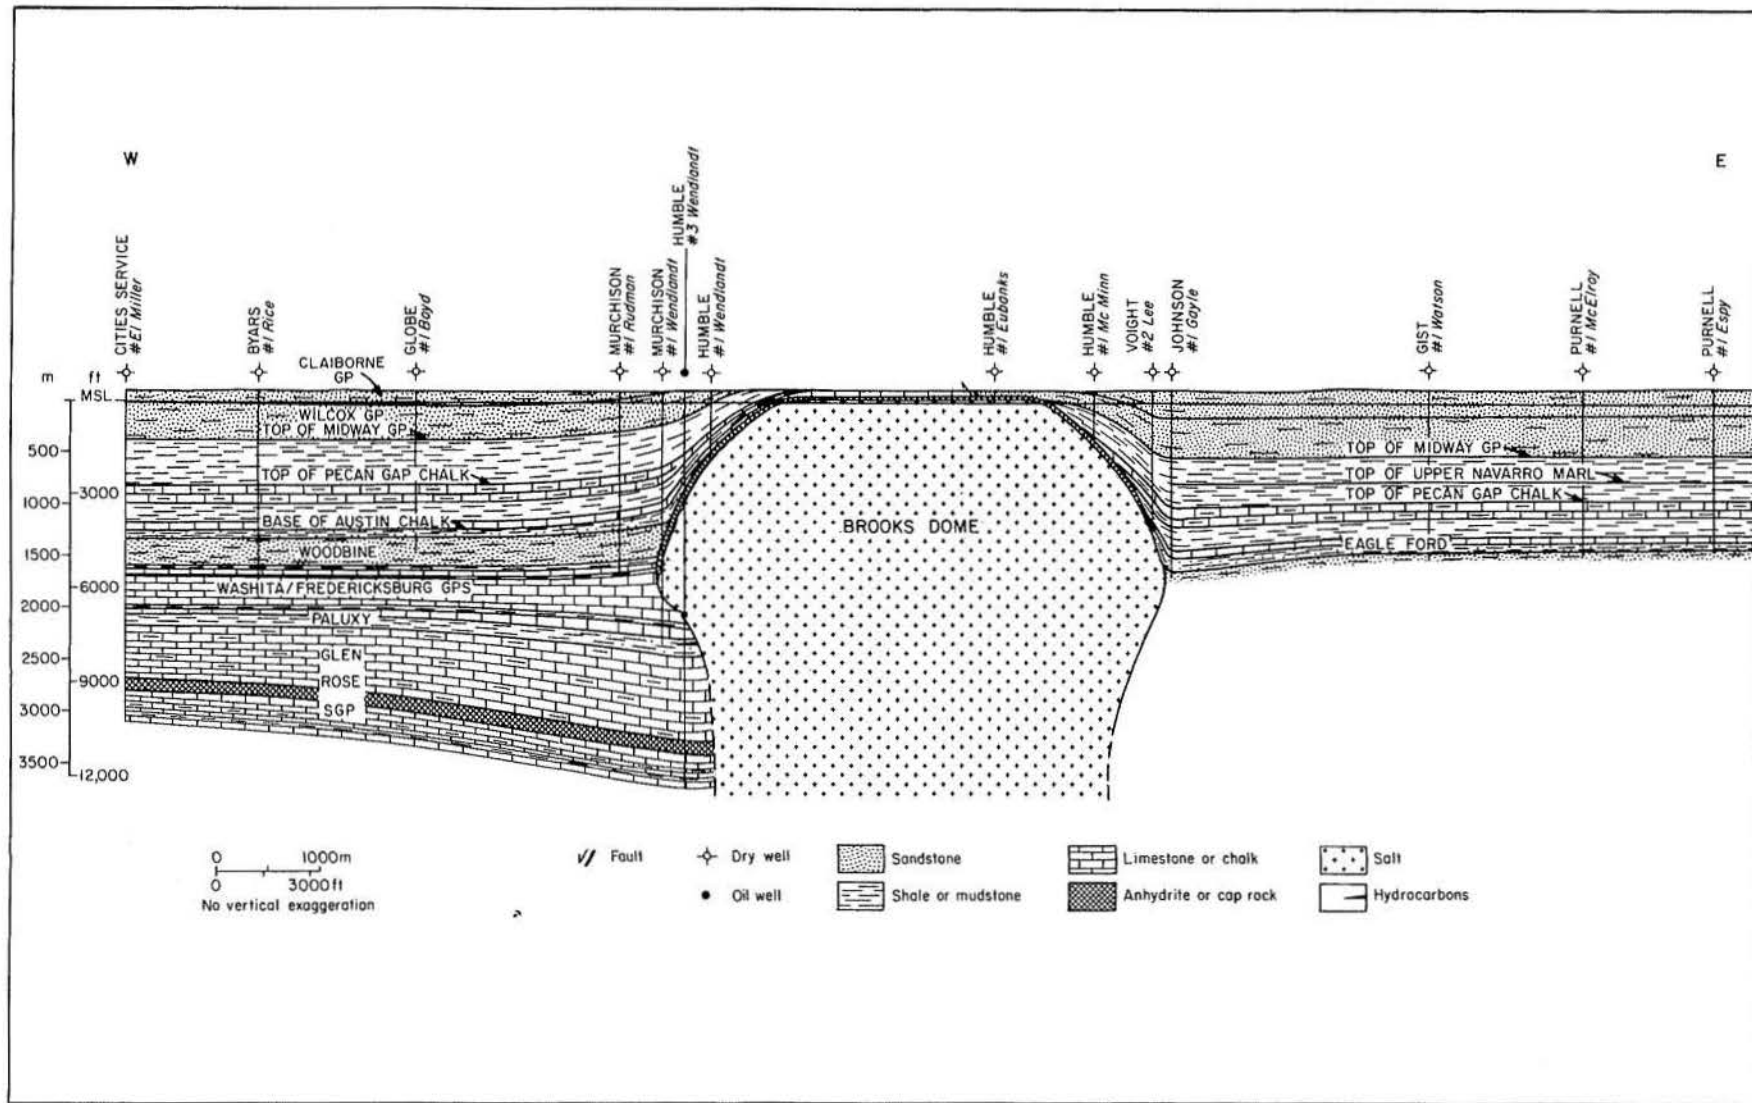 W
E
CITIES SERVICE
#E1 Miller
BYARS
#1 Rice
GLOBE
#1 Boyd
MURCHISON
#1 Rudman
MURCHISON
#1 Wendlandt
HUMBLE
#3 Wendlandt
HUMBLE
#1 Wendlandt
HUMBLE
#1 Eubanks
HUMBLE
#1 Mc Minn
VOIGHT
#2 Lee
JOHNSON
#1 Gayle
GIST
#1 Watson
PURNELL
#1 McElroy
PURNELL
#1 Espy
m
ft
MSL
500
1000
1500
2000
2500
3000
3500
3000
6000
9000
12,000
CLAIBORNE
GP
WILCOX GP
TOP OF MIDWAY GP
TOP OF PECAN GAP CHALK
BASE OF AUSTIN CHALK
WOODBINE
WASHITA/FREDERICKSBURG GPS
PALUXY
GLEN
ROSE
SGP
BROOKS DOME
TOP OF MIDWAY GP
TOP OF UPPER NAVARRO MARL
TOP OF PECAN GAP CHALK
EAGLE FORD
0 1000m
0 3000ft
No vertical exaggeration
Fault
Dry well
Oil well
Sandstone
Shale or mudstone
Limestone or chalk
Anhydrite or cap rock
Salt
Hydrocarbons